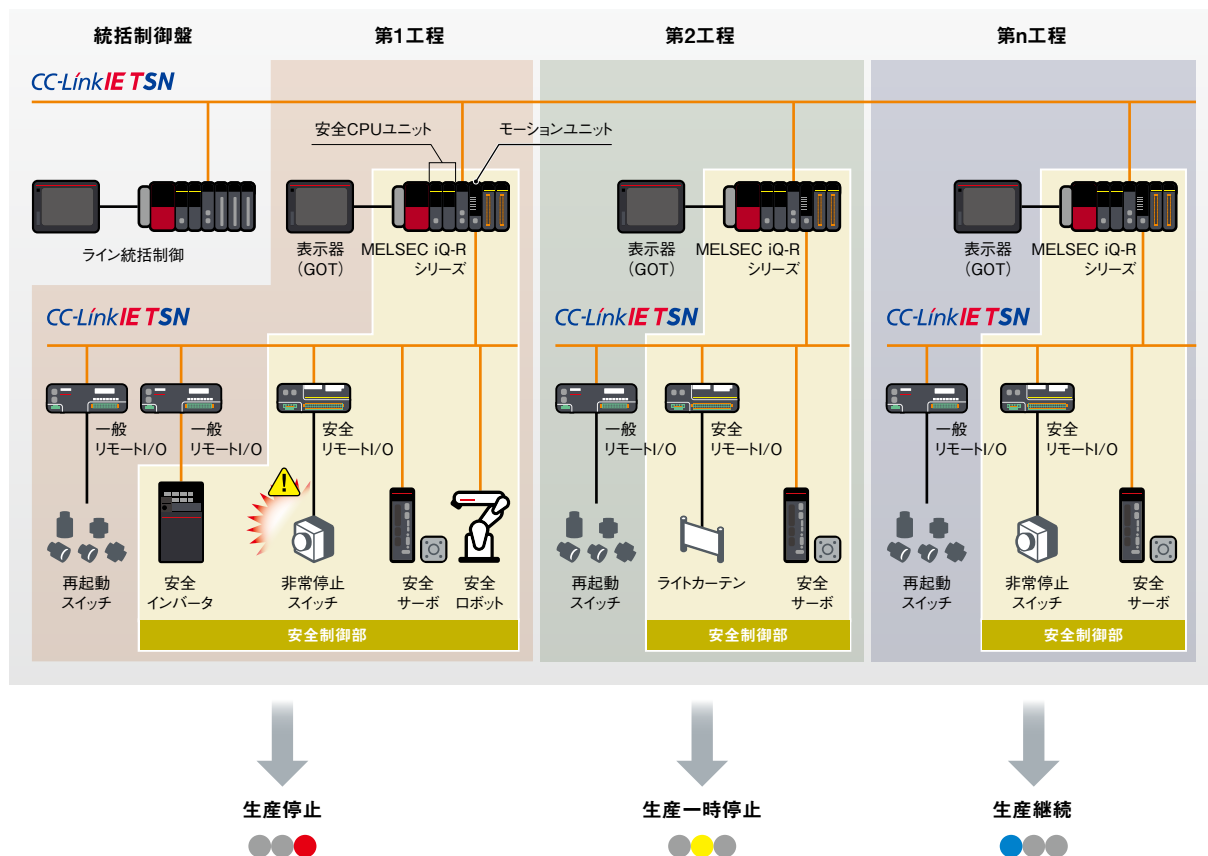 統括制御盤
第1工程
第2工程
第n工程
CC-Link IE TSN
安全CPUユニット
モーションユニット
ライン統括制御
表示器
(GOT)
MELSEC iQ-R
シリーズ
表示器
(GOT)
MELSEC iQ-R
シリーズ
表示器
(GOT)
MELSEC iQ-R
シリーズ
CC-Link IE TSN
CC-Link IE TSN
CC-Link IE TSN
一般
リモートI/O
一般
リモートI/O
安全
リモートI/O
一般
リモートI/O
安全
リモートI/O
一般
リモートI/O
安全
リモートI/O
再起動
スイッチ
安全
インバータ
非常停止
スイッチ
安全
サーボ
安全
ロボット
再起動
スイッチ
ライトカーテン
安全
サーボ
再起動
スイッチ
非常停止
スイッチ
安全
サーボ
安全制御部
安全制御部
安全制御部
生産停止
生産一時停止
生産継続